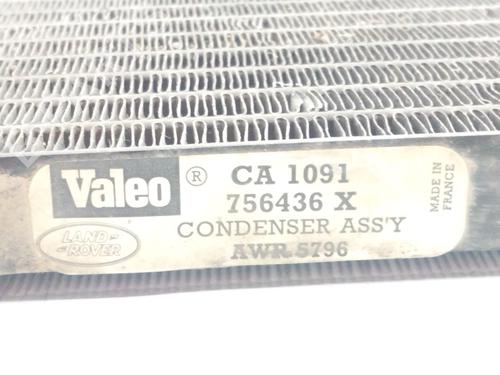 Valeo ® CA 1091
756436 X
CONDENSER ASS'Y
AWR 5796
LAND-
-ROVER
MADE IN
FRANCE